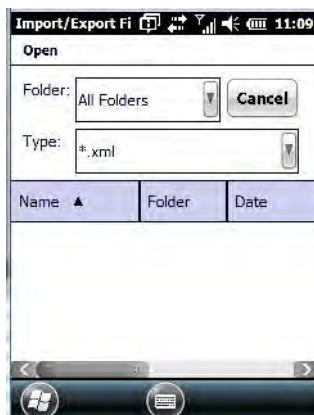 Import/Export Fi 11:09
Open
Folder: All Folders Cancel
Type: *.xml
Name Folder Date